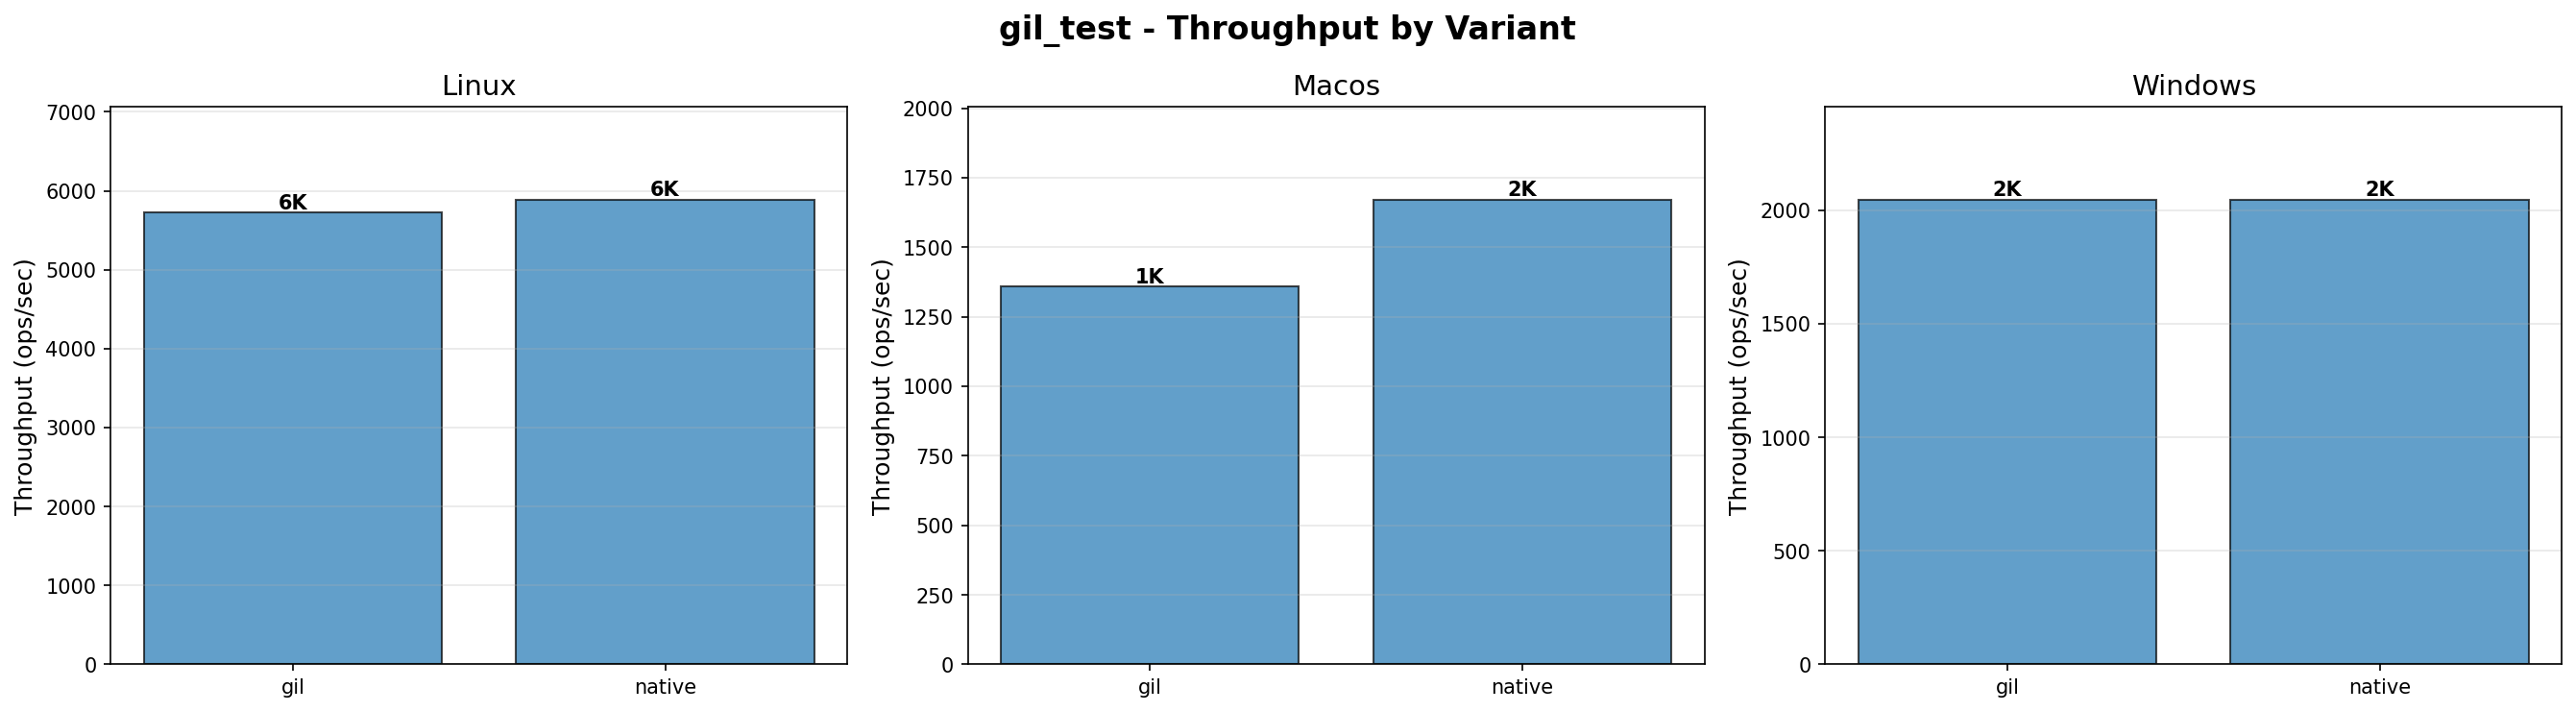 gil_test - Throughput by Variant
Linux
Throughput (ops/sec)
7000
6000
5000
4000
3000
2000
1000
0
6K
6K
gil
native
Macos
Throughput (ops/sec)
2000
1750
1500
1250
1000
750
500
250
0
1K
2K
gil
native
Windows
Throughput (ops/sec)
2000
1500
1000
500
0
2K
2K
gil
native